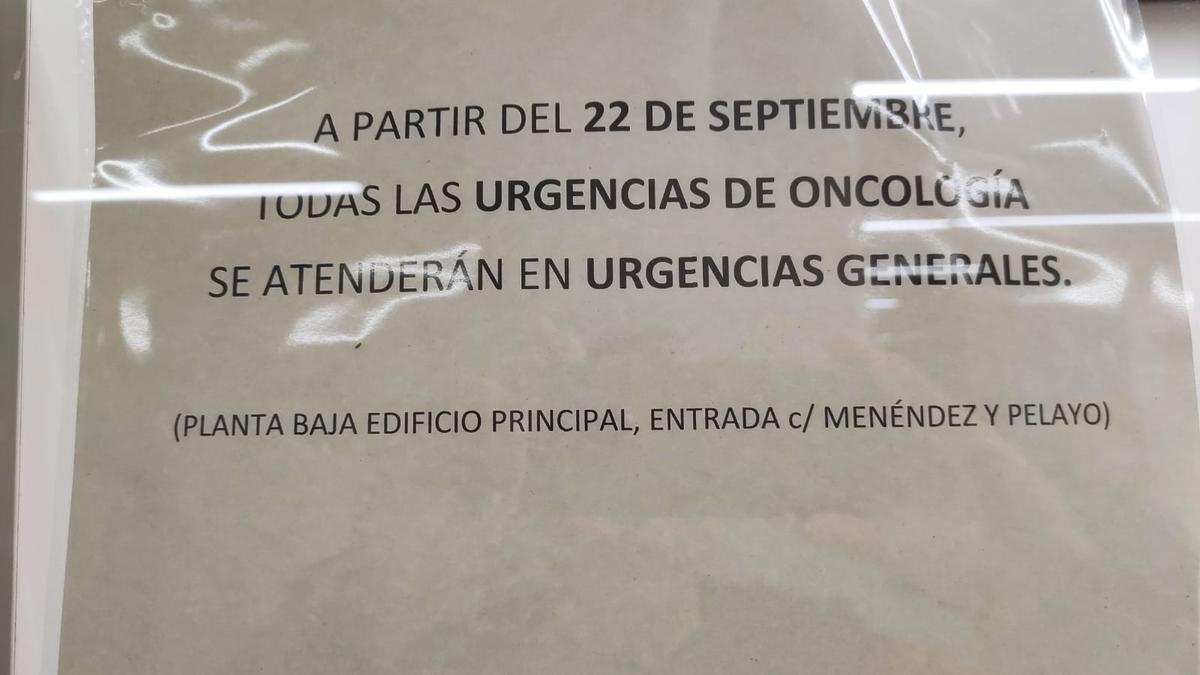 A PARTIR DEL 22 DE SEPTIEMBRE,
TODAS LAS URGENCIAS DE ONCOLOGÍA
SE ATENDERÁN EN URGENCIAS GENERALES.
(PLANTA BAJA EDIFICIO PRINCIPAL, ENTRADA c/ MENÉNDEZ Y PELAYO)